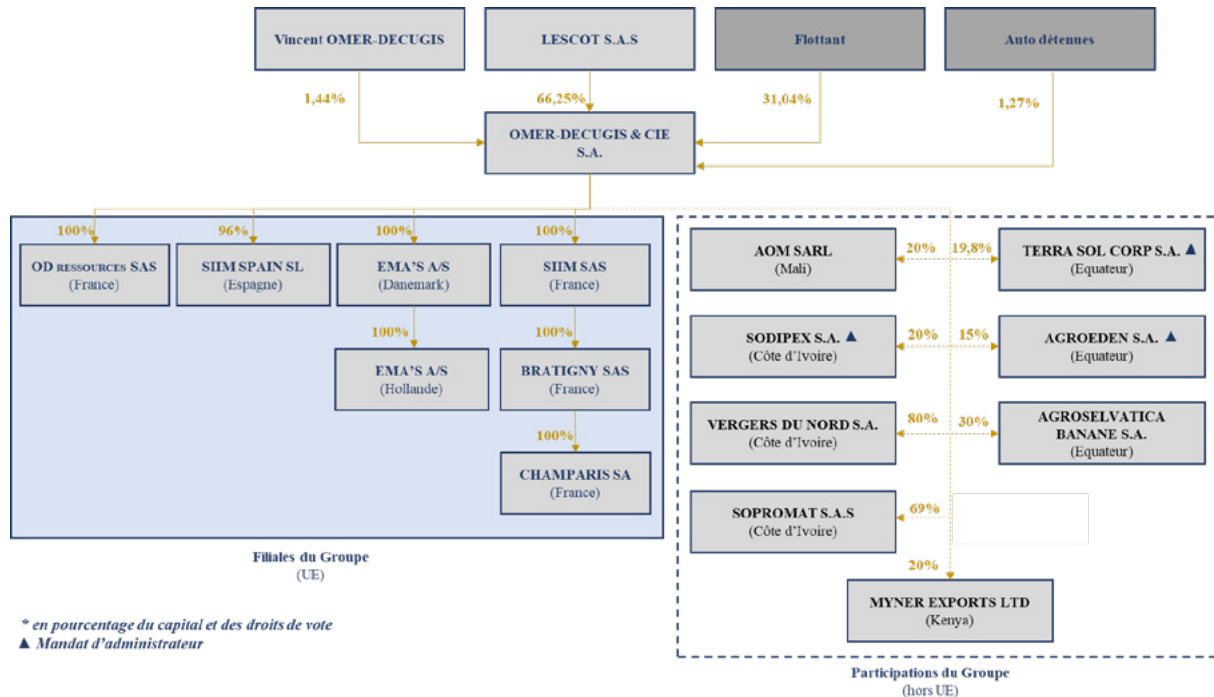 Vincent OMER-DECUGIS
LESCOT S.A.S
Flottant
Auto détenues
1,44%
66,25%
31,04%
1,27%
OMER-DECUGIS & CIE
S.A.
100%
96%
100%
100%
OD RESSOURCES SAS
(France)
SIIM SPAIN SL
(Espagne)
EMA'S A/S
(Danemark)
SIIM SAS
(France)
100%
100%
EMA'S A/S
(Hollande)
BRATIGNY SAS
(France)
100%
CHAMPARIS SA
(France)
Filiales du Groupe
(UE)
AOM SARL
(Mali)
20%
19,8%
TERRA SOL CORP S.A. ▲
(Equateur)
SODIPEX S.A. ▲
(Côte d'Ivoire)
20%
15%
AGROEDEN S.A. ▲
(Equateur)
VERGERS DU NORD S.A.
(Côte d'Ivoire)
80%
30%
AGROSELVATICA
BANANE S.A.
(Equateur)
SOPROMAT S.A.S
(Côte d'Ivoire)
69%
20%
MYNER EXPORTS LTD
(Kenya)
Participations du Groupe
(hors UE)
* en pourcentage du capital et des droits de vote
▲ Mandat d'administrateur